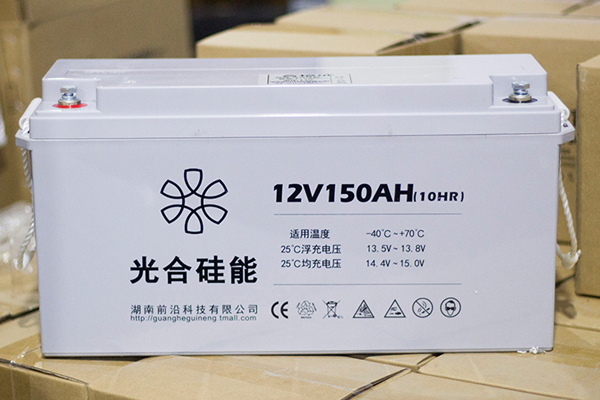 12V150AH(10HR)
适用温度 -40℃~+70℃
25℃浮充电压 13.5V~13.8V
25℃均充电压 14.4V~15.0V
光合硅能
湖南前沿科技有限公司
http://guangheguineng.tmall.com
CE